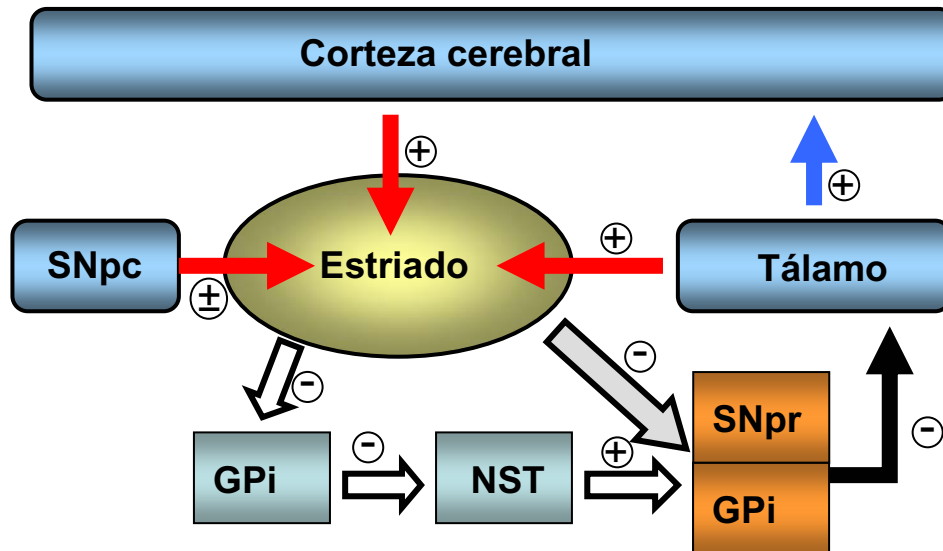 Corteza cerebral
+
SNpc
±
Estriado
+
Tálamo
+
-
-
GPi
-
NST
+
SNpr
GPi
-